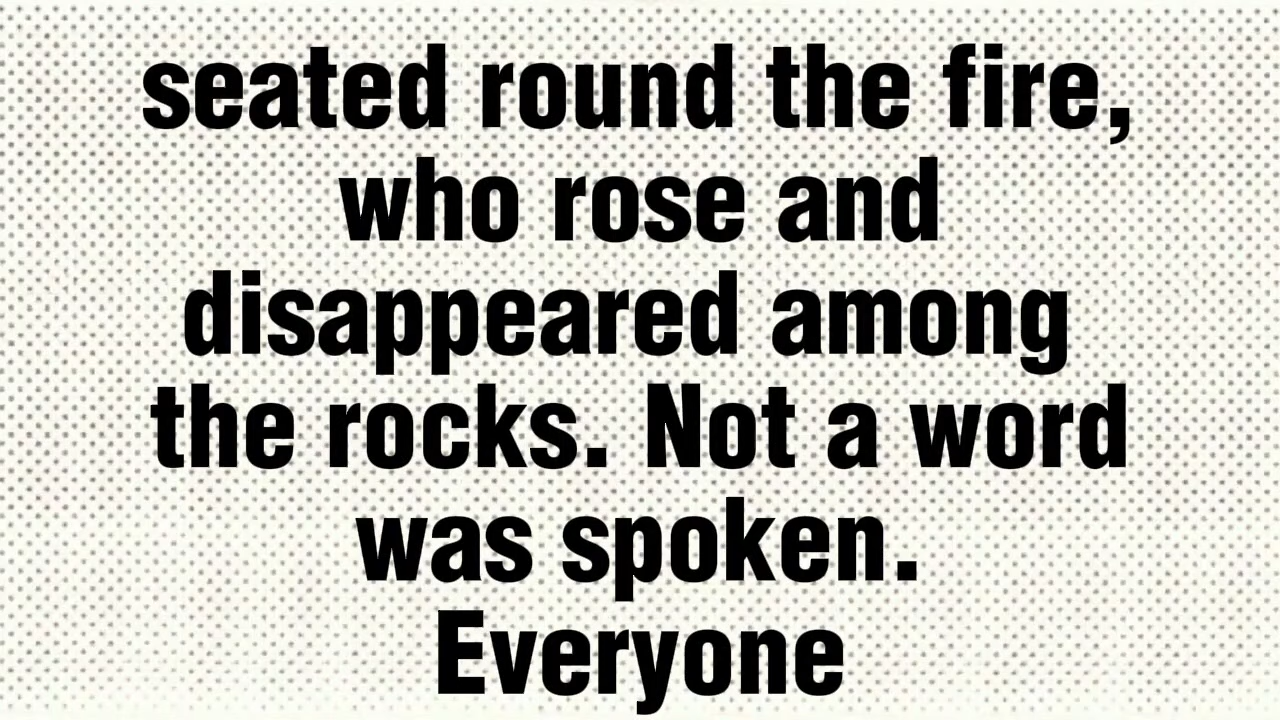 seated round the fire,
who rose and
disappeared among
the rocks. Not a word
was spoken.
Everyone